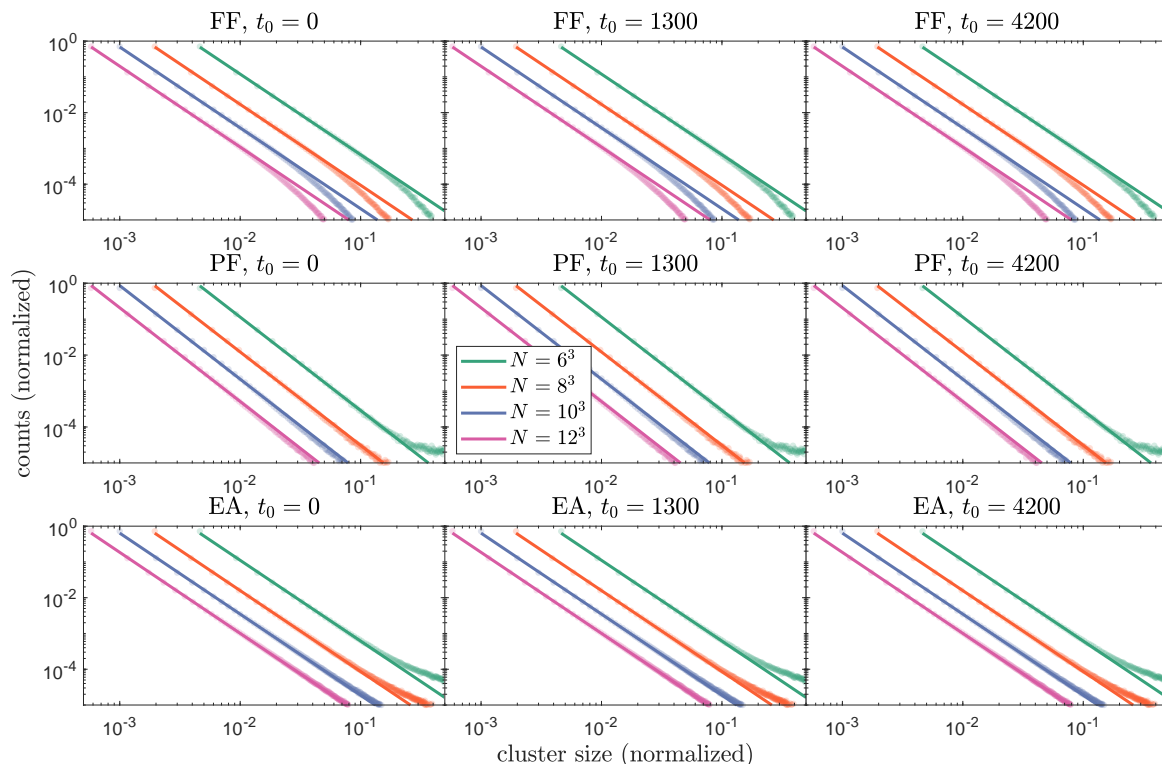 FF, t₀ = 0
FF, t₀ = 1300
FF, t₀ = 4200
10⁰
10⁻²
10⁻⁴
10⁻³ 10⁻² 10⁻¹
10⁻³ 10⁻² 10⁻¹
10⁻³ 10⁻² 10⁻¹
PF, t₀ = 0
PF, t₀ = 1300
PF, t₀ = 4200
10⁰
10⁻²
10⁻⁴
counts (normalized)
N = 6³
N = 8³
N = 10³
N = 12³
10⁻³ 10⁻² 10⁻¹
10⁻³ 10⁻² 10⁻¹
10⁻³ 10⁻² 10⁻¹
EA, t₀ = 0
EA, t₀ = 1300
EA, t₀ = 4200
10⁰
10⁻²
10⁻⁴
10⁻³ 10⁻² 10⁻¹
10⁻³ 10⁻² 10⁻¹
10⁻³ 10⁻² 10⁻¹
cluster size (normalized)